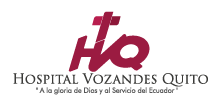 HVQ
HOSPITAL VOZANDES QUITO
"A la gloria de Dios y al Servicio del Ecuador"